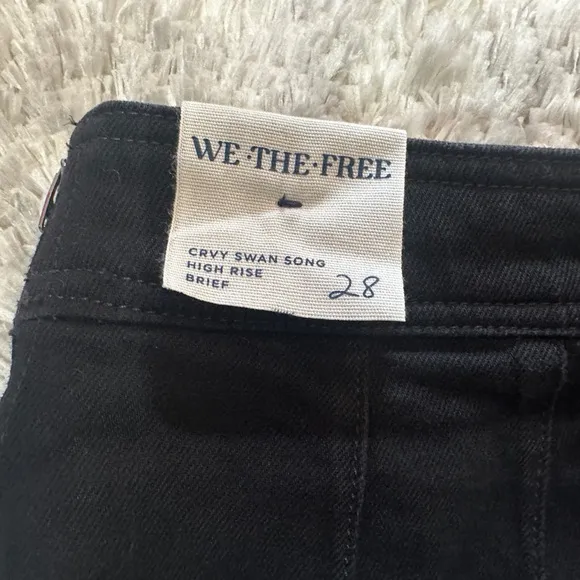 WE·THE·FREE
CRVY SWAN SONG
HIGH RISE
BRIEF
28